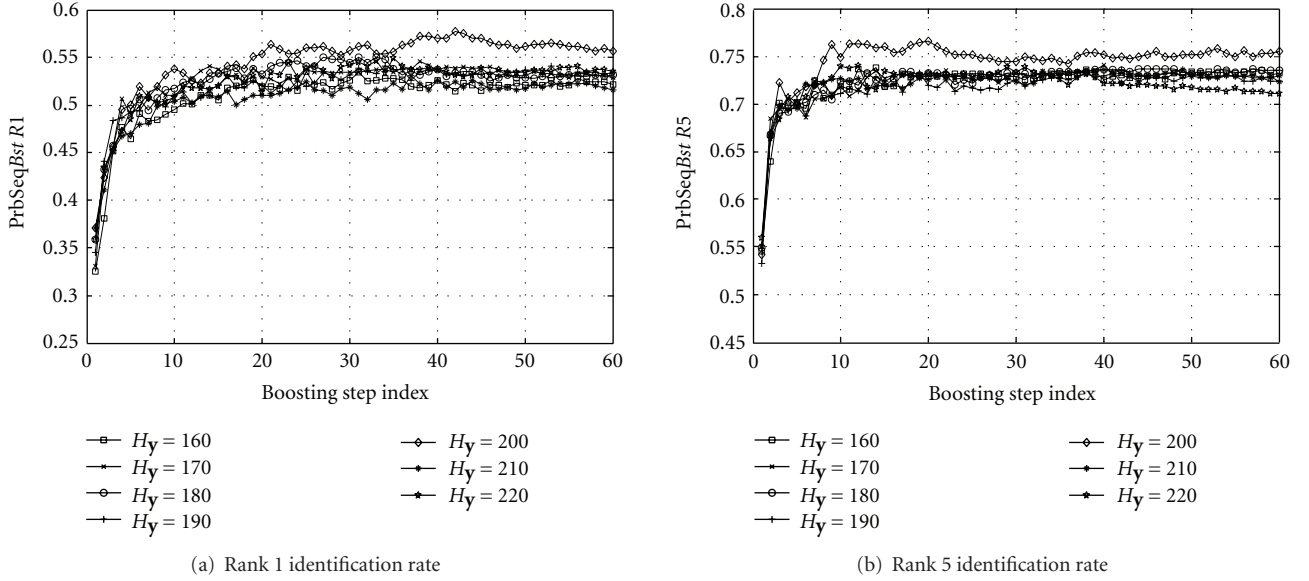 0.6
0.55
0.5
0.45
0.4
0.35
0.3
0.25
PrbSeqBst R1
0 10 20 30 40 50 60
Boosting step index
Hy = 160
Hy = 170
Hy = 180
Hy = 190
Hy = 200
Hy = 210
Hy = 220
(a) Rank 1 identification rate
0.8
0.75
0.7
0.65
0.6
0.55
0.5
0.45
PrbSeqBst R5
0 10 20 30 40 50 60
Boosting step index
Hy = 160
Hy = 170
Hy = 180
Hy = 190
Hy = 200
Hy = 210
Hy = 220
(b) Rank 5 identification rate